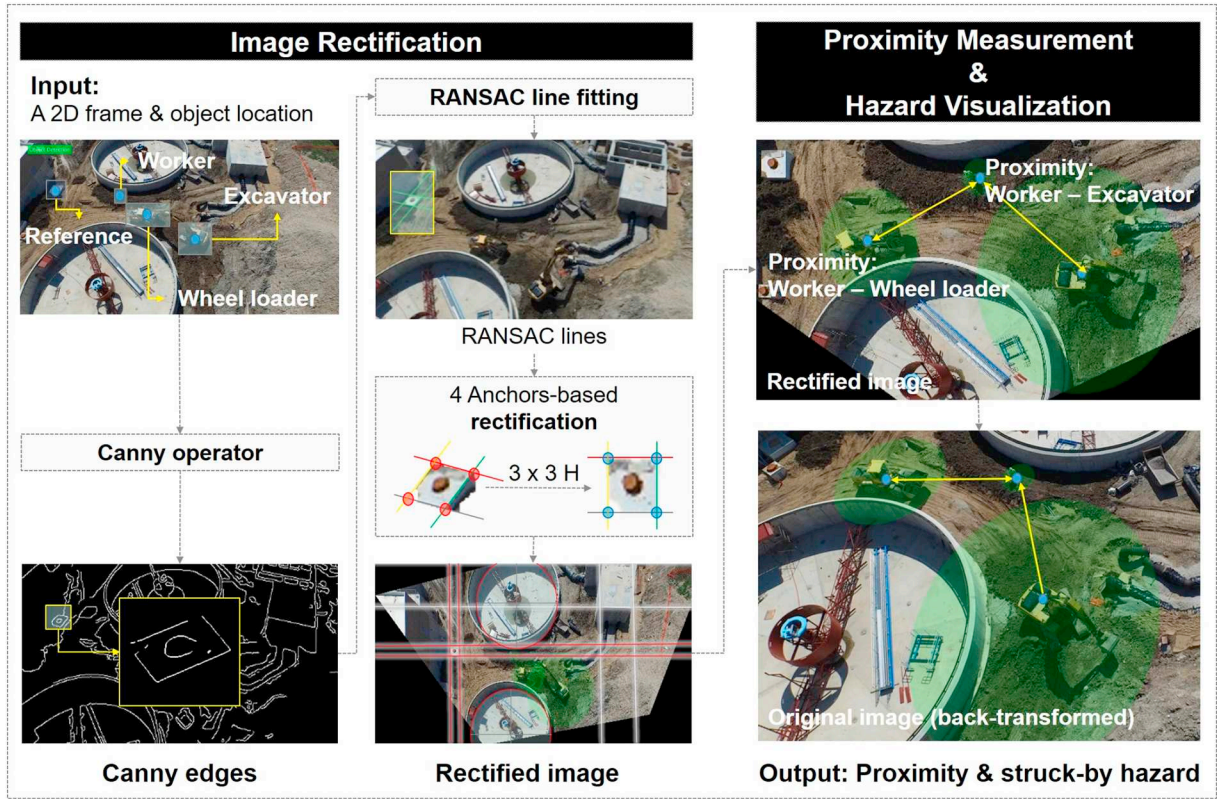 Image Rectification
Input:
A 2D frame & object location
Worker
Excavator
Reference
Wheel loader
Canny operator
Canny edges
RANSAC line fitting
RANSAC lines
4 Anchors-based
rectification
3 x 3 H
Rectified image
Proximity Measurement
&
Hazard Visualization
Proximity:
Worker – Excavator
Proximity:
Worker – Wheel loader
Rectified image
Original image (back-transformed)
Output: Proximity & struck-by hazard